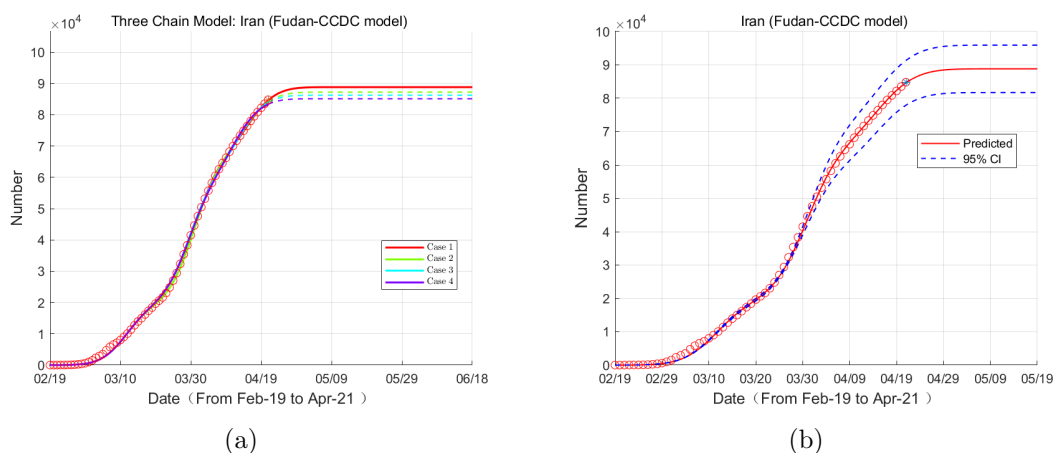 Three Chain Model: Iran (Fudan-CCDC model)
×10⁴
10
9
8
7
6
5
4
3
2
1
0
Number
02/19 03/10 03/30 04/19 05/09 05/29 06/18
Date（From Feb-19 to Apr-21 ）
Case 1
Case 2
Case 3
Case 4
(a)
Iran (Fudan-CCDC model)
×10⁴
10
9
8
7
6
5
4
3
2
1
0
Number
02/19 02/29 03/10 03/20 03/30 04/09 04/19 04/29 05/09 05/19
Date（From Feb-19 to Apr-21 ）
Predicted
95% CI
(b)